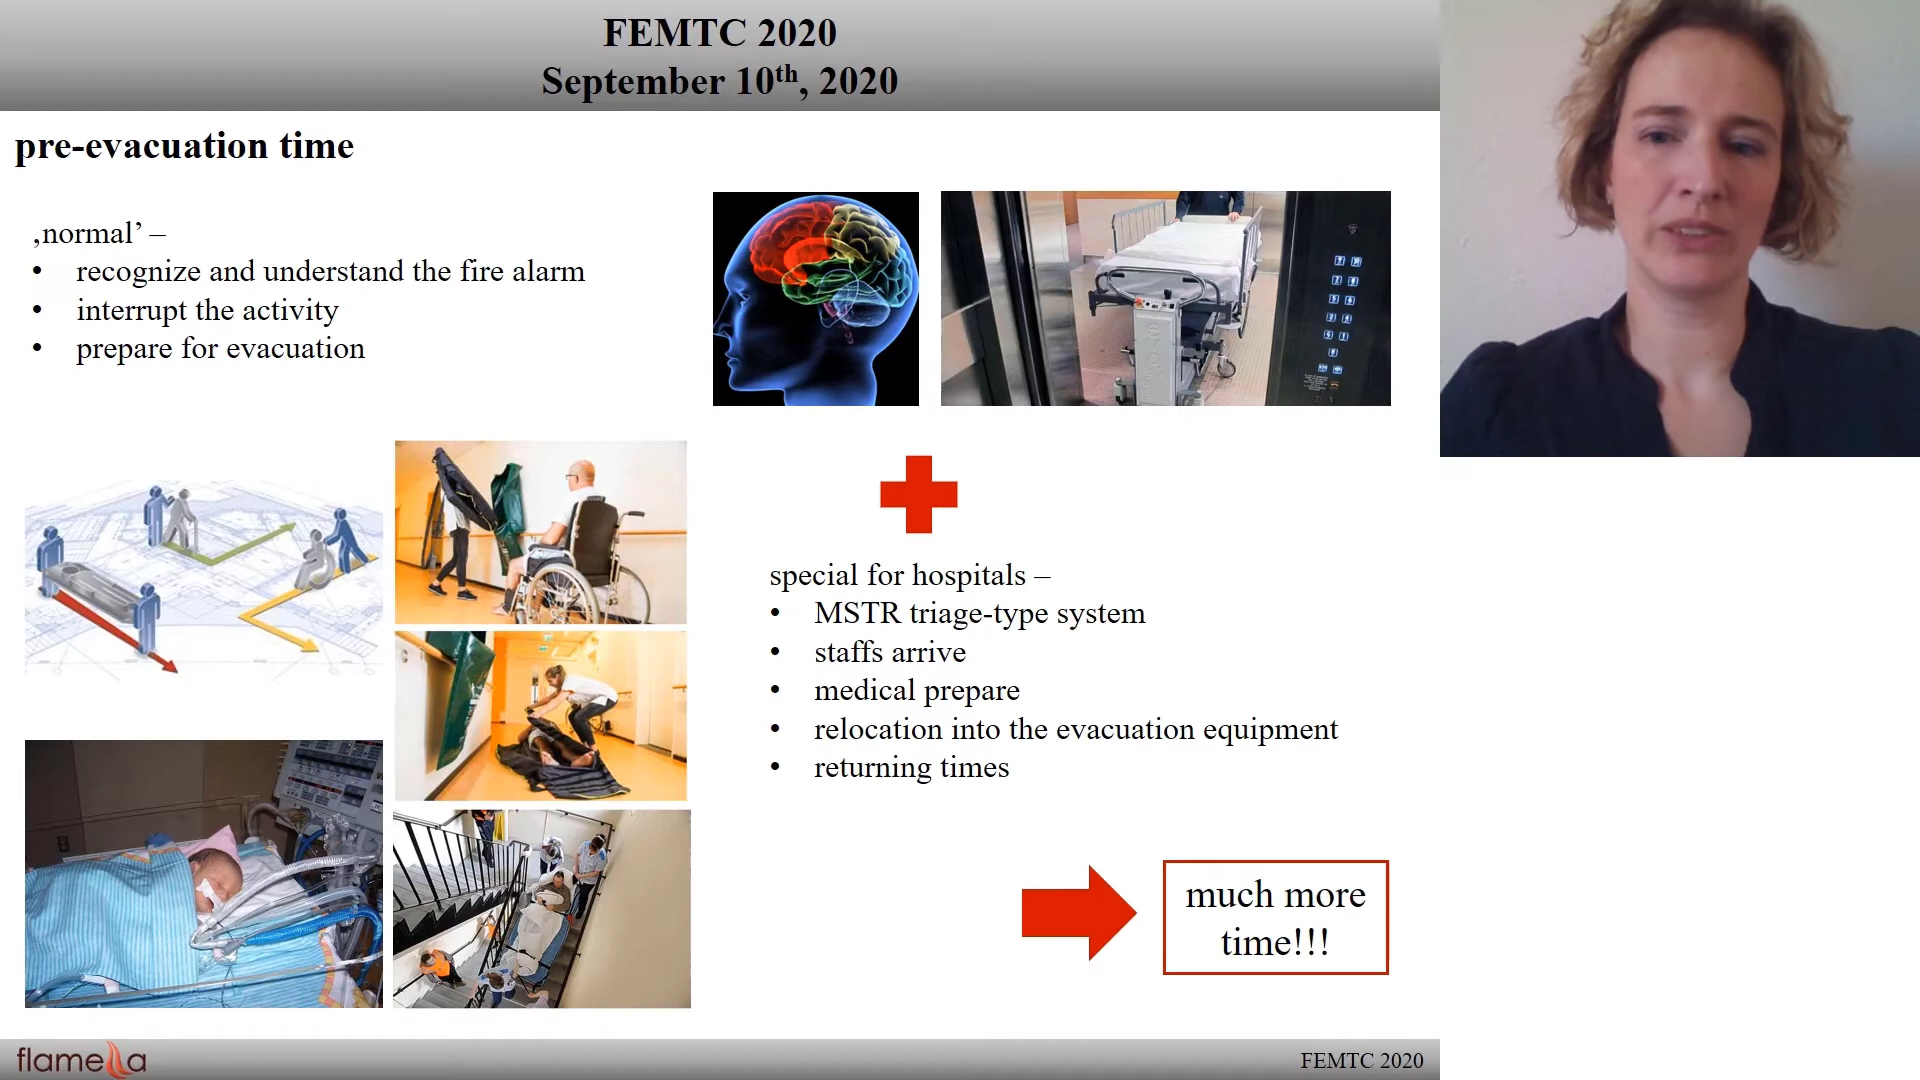 FEMTC 2020
September 10th, 2020
pre-evacuation time
‚normal’ –
• recognize and understand the fire alarm
• interrupt the activity
• prepare for evacuation
special for hospitals –
• MSTR triage-type system
• staffs arrive
• medical prepare
• relocation into the evacuation equipment
• returning times
much more
time!!!
flamella
FEMTC 2020